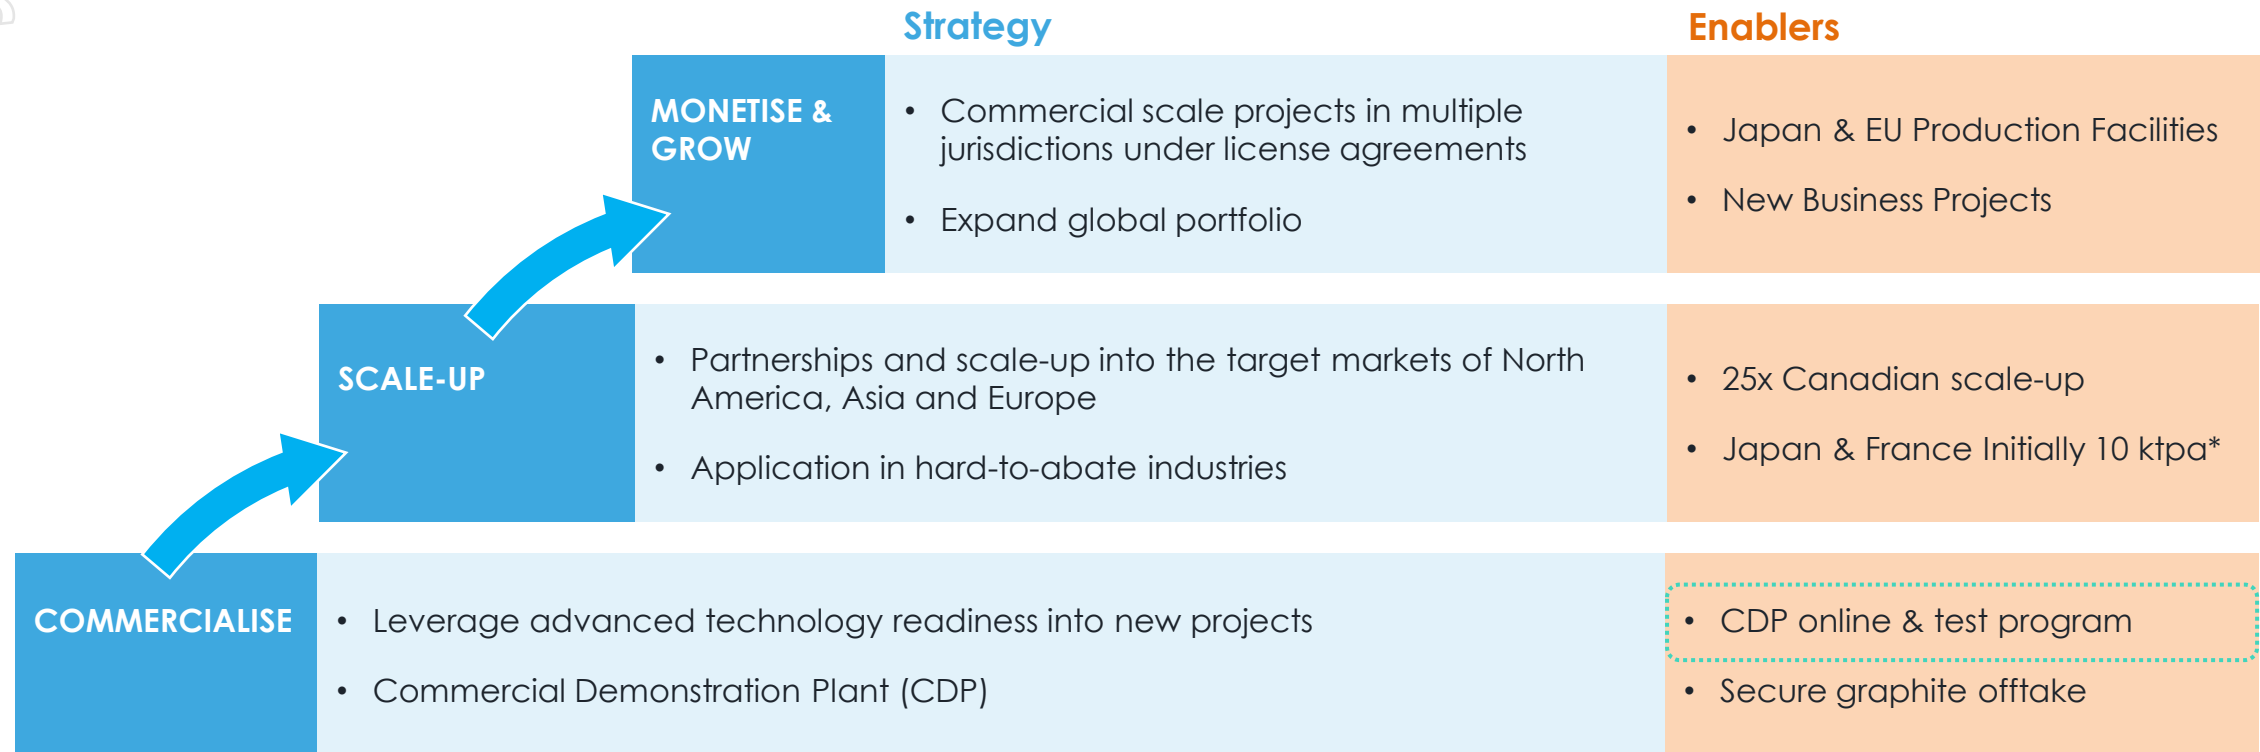 Strategy
Enablers
MONETISE &
GROW
• Commercial scale projects in multiple
jurisdictions under license agreements
• Expand global portfolio
• Japan & EU Production Facilities
• New Business Projects
SCALE-UP
• Partnerships and scale-up into the target markets of North
America, Asia and Europe
• Application in hard-to-abate industries
• 25x Canadian scale-up
• Japan & France Initially 10 ktpa*
COMMERCIALISE
• Leverage advanced technology readiness into new projects
• Commercial Demonstration Plant (CDP)
• CDP online & test program
• Secure graphite offtake